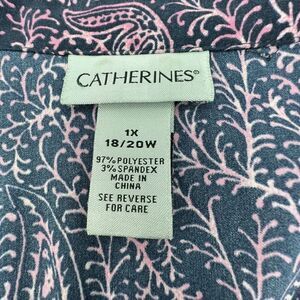 CATHERINES®
1X
18/20W
97% POLYESTER
3% SPANDEX
MADE IN
CHINA
SEE REVERSE
FOR CARE